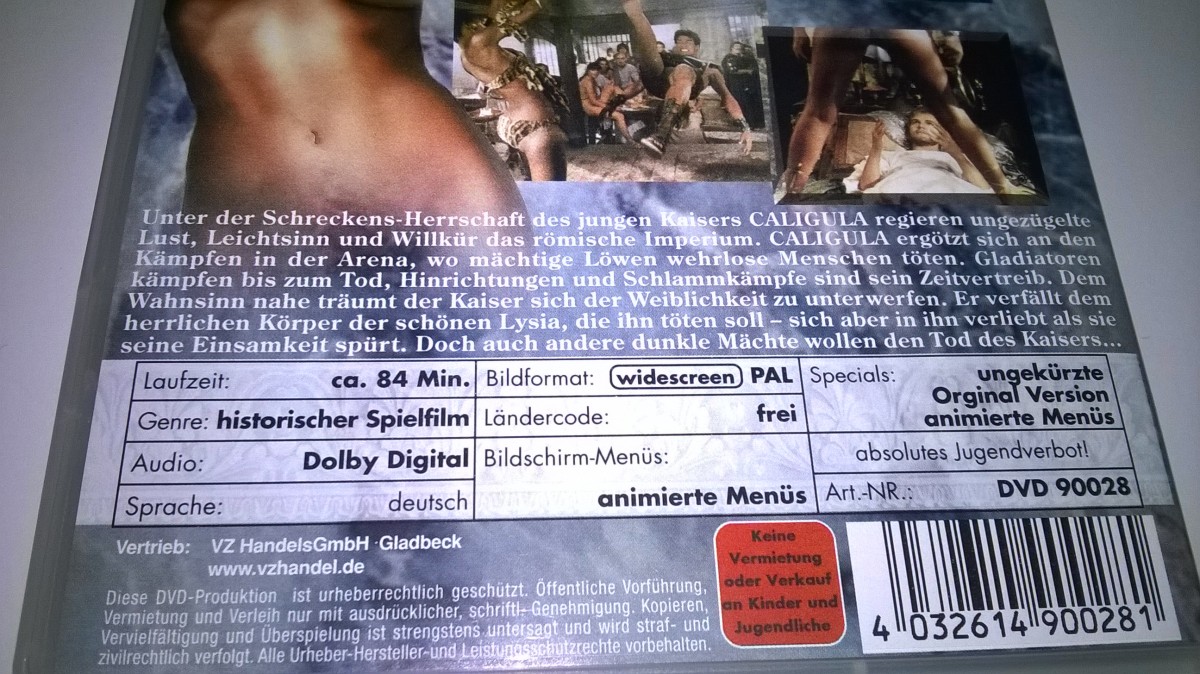 Unter der Schreckens-Herrschaft des jungen Kaisers CALIGULA regieren ungezügelte
Lust, Leichtsinn und Willkür das römische Imperium. CALIGULA ergötzt sich an den
Kämpfen in der Arena, wo mächtige Löwen wehrlose Menschen töten. Gladiatoren
kämpfen bis zum Tod, Hinrichtungen und Schlammkämpfe sind sein Zeitvertreib. Dem
Wahnsinn nahe träumt der Kaiser sich der Weiblichkeit zu unterwerfen. Er verfällt dem
herrlichen Körper der schönen Lysia, die ihn töten soll – sich aber in ihn verliebt als sie
seine Einsamkeit spürt. Doch auch andere dunkle Mächte wollen den Tod des Kaisers...
Laufzeit: ca. 84 Min.
Genre: historischer Spielfilm
Audio: Dolby Digital
Sprache: deutsch
Bildformat: widescreen PAL
Ländercode: frei
Bildschirm-Menüs:
animierte Menüs
Specials: ungekürzte
Orginal Version
animierte Menüs
absolutes Jugendverbot!
Art.-NR.: DVD 90028
Vertrieb: VZ HandelsGmbH · Gladbeck
www.vzhandel.de
Diese DVD-Produktion ist urheberrechtlich geschützt. Öffentliche Vorführung,
Vermietung und Verleih nur mit ausdrücklicher, schriftl. Genehmigung. Kopieren,
Vervielfältigung und Überspielung ist strengstens untersagt und wird straf- und
zivilrechtlich verfolgt. Alle Urheber-Hersteller-und Leistungsschutzrechte vorbehalten.
Keine
Vermietung
oder Verkauf
an Kinder und
Jugendliche
4 032614 900281